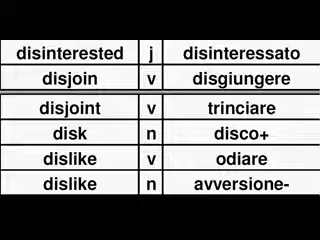 disinterested j disinteressato
disjoin v disgiungere
disjoint v trinciare
disk n disco+
dislike v odiare
dislike n avversione-